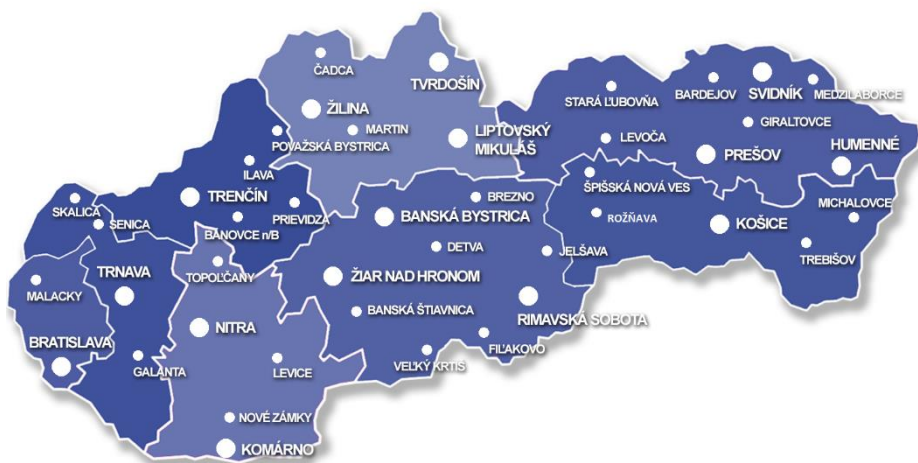 ČADCA
TVRDOŠÍN
ŽILINA
MARTIN
LIPTOVSKÝ
MIKULÁŠ
POVAŽSKÁ BYSTRICA
ILAVA
TRENČÍN
PRIEVIDZA
BÁNOVCE n/B
SKALICA
SENICA
TRNAVA
MALACKY
BRATISLAVA
GALANTA
TOPOĽČANY
NITRA
LEVICE
NOVÉ ZÁMKY
KOMÁRNO
BREZNO
BANSKÁ BYSTRICA
DETVA
JELŠAVA
ŽIAR NAD HRONOM
BANSKÁ ŠTIAVNICA
RIMAVSKÁ SOBOTA
FIĽAKOVO
VEĽKÝ KRTÍŠ
STARÁ ĽUBOVŇA
BARDEJOV
SVIDNÍK
MEDZILABORCE
GIRALTOVCE
LEVOČA
PREŠOV
HUMENNÉ
ŠPIŠSKÁ NOVÁ VES
ROŽŇAVA
KOŠICE
MICHALOVCE
TREBIŠOV